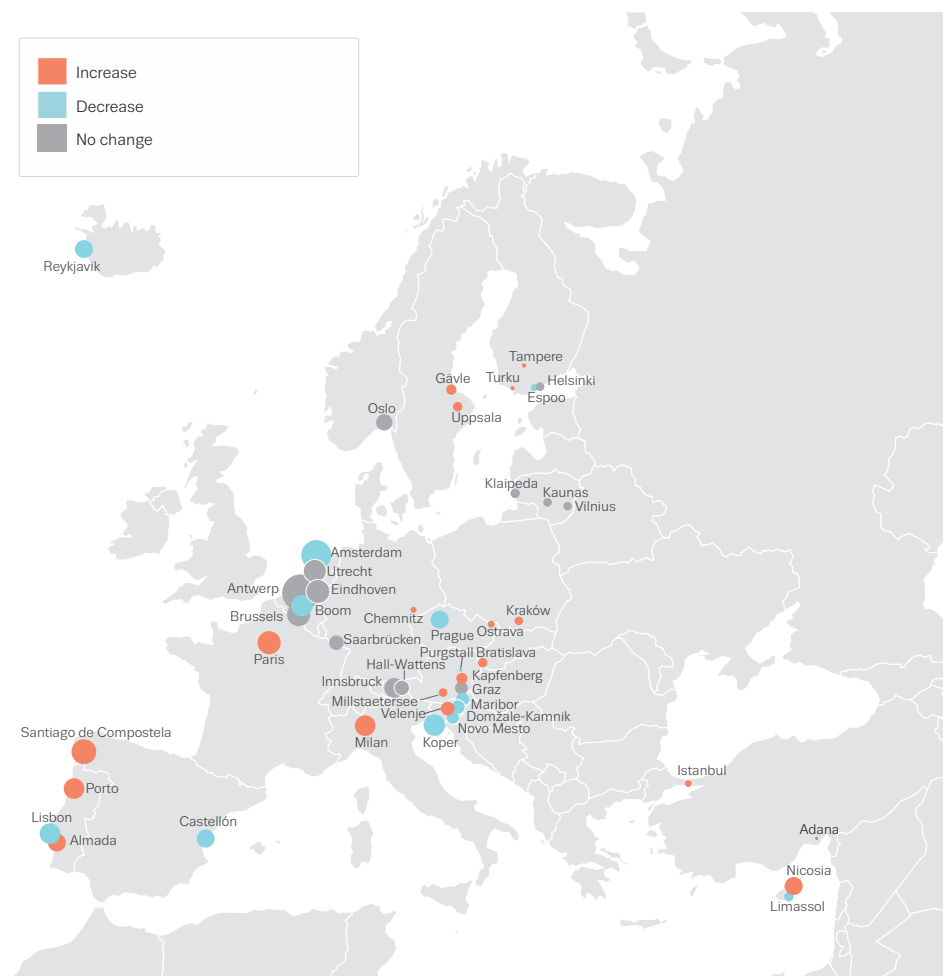 Increase
Decrease
No change
Reykjavik
Tampere
Gävle
Turku
Helsinki
Espoo
Oslo
Uppsala
Klaipeda
Kaunas
Vilnius
Amsterdam
Utrecht
Antwerp
Eindhoven
Boom
Brussels
Chemnitz
Kraków
Prague
Ostrava
Saarbrücken
Paris
Purgstall
Bratislava
Hall-Wattens
Kapfenberg
Innsbruck
Graz
Millstaetersee
Maribor
Velenje
Domžale-Kamnik
Novo Mesto
Milan
Koper
Santiago de Compostela
Istanbul
Porto
Lisbon
Castellón
Almada
Adana
Nicosia
Limassol